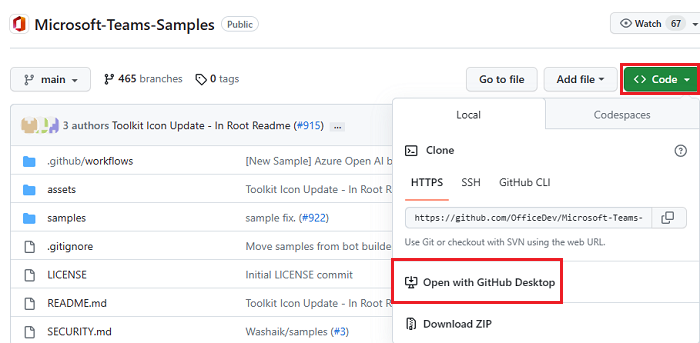 Microsoft-Teams-Samples Public Watch 67
main 465 branches 0 tags Go to file Add file Code
3 authors Toolkit Icon Update - In Root Readme (#915) ...
.github/workflows [New Sample] Azure Open AI b
assets Toolkit Icon Update - In Root R
samples sample fix. (#922)
.gitignore Move samples from bot builde
LICENSE Initial LICENSE commit
README.md Toolkit Icon Update - In Root R
SECURITY.md Washaik/samples (#3)
Local Codespaces
Clone
HTTPS SSH GitHub CLI
https://github.com/OfficeDev/Microsoft-Teams-
Use Git or checkout with SVN using the web URL.
Open with GitHub Desktop
Download ZIP